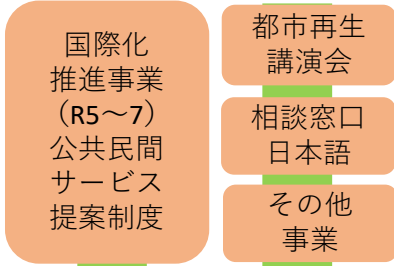 国際化
推進事業
（R5～7）
公共民間
サービス
提案制度
都市再生
講演会
相談窓口
日本語
その他
事業